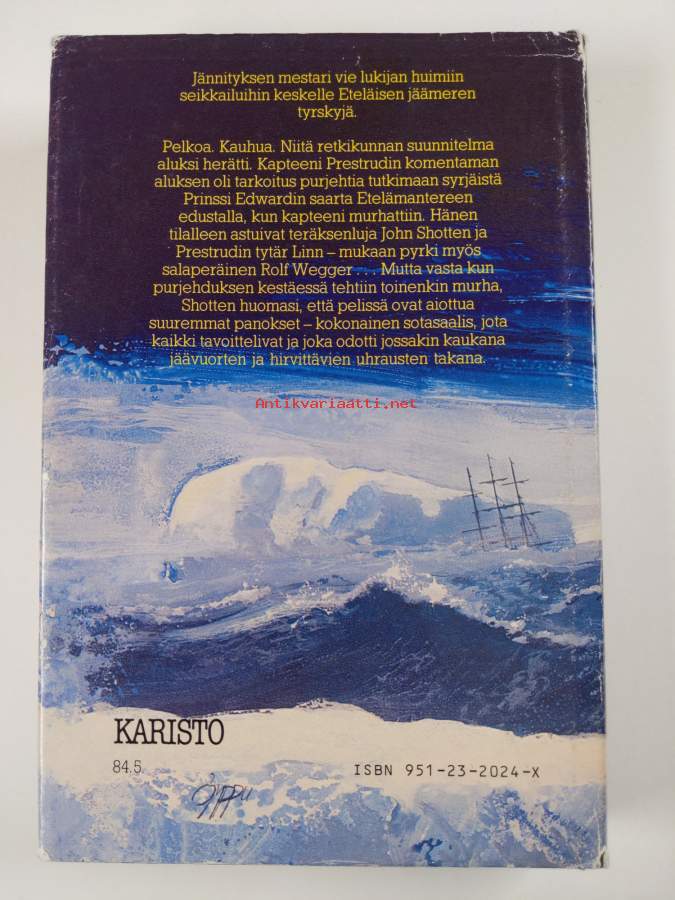 Jännityksen mestari vie lukijan huimiin
seikkailuihin keskelle Eteläisen jäämeren
tyrskyjä.
Pelkoa. Kauhua. Niitä retkikunnan suunnitelma
aluksi herätti. Kapteeni Prestrudin komentaman
aluksen oli tarkoitus purjehtia tutkimaan syrjäistä
Prinssi Edwardin saarta Etelämantereen
edustalla, kun kapteeni murhattiin. Hänen
tilalleen astuivat teräksenluja John Shotten ja
Prestrudin tytär Linn – mukaan pyrki myös
salaperäinen Rolf Wegger . . . Mutta vasta kun
purjehduksen kestäessä tehtiin toinenkin murha,
Shotten huomasi, että pelissä ovat aiottua
suuremmat panokset – kokonainen sotasaalis, jota
kaikki tavoittelivat ja joka odotti jossakin kaukana
jäävuorten ja hirvittävien uhrausten takana.
Antikvariaatti.net
KARISTO
84.5
ISBN 951-23-2024-X